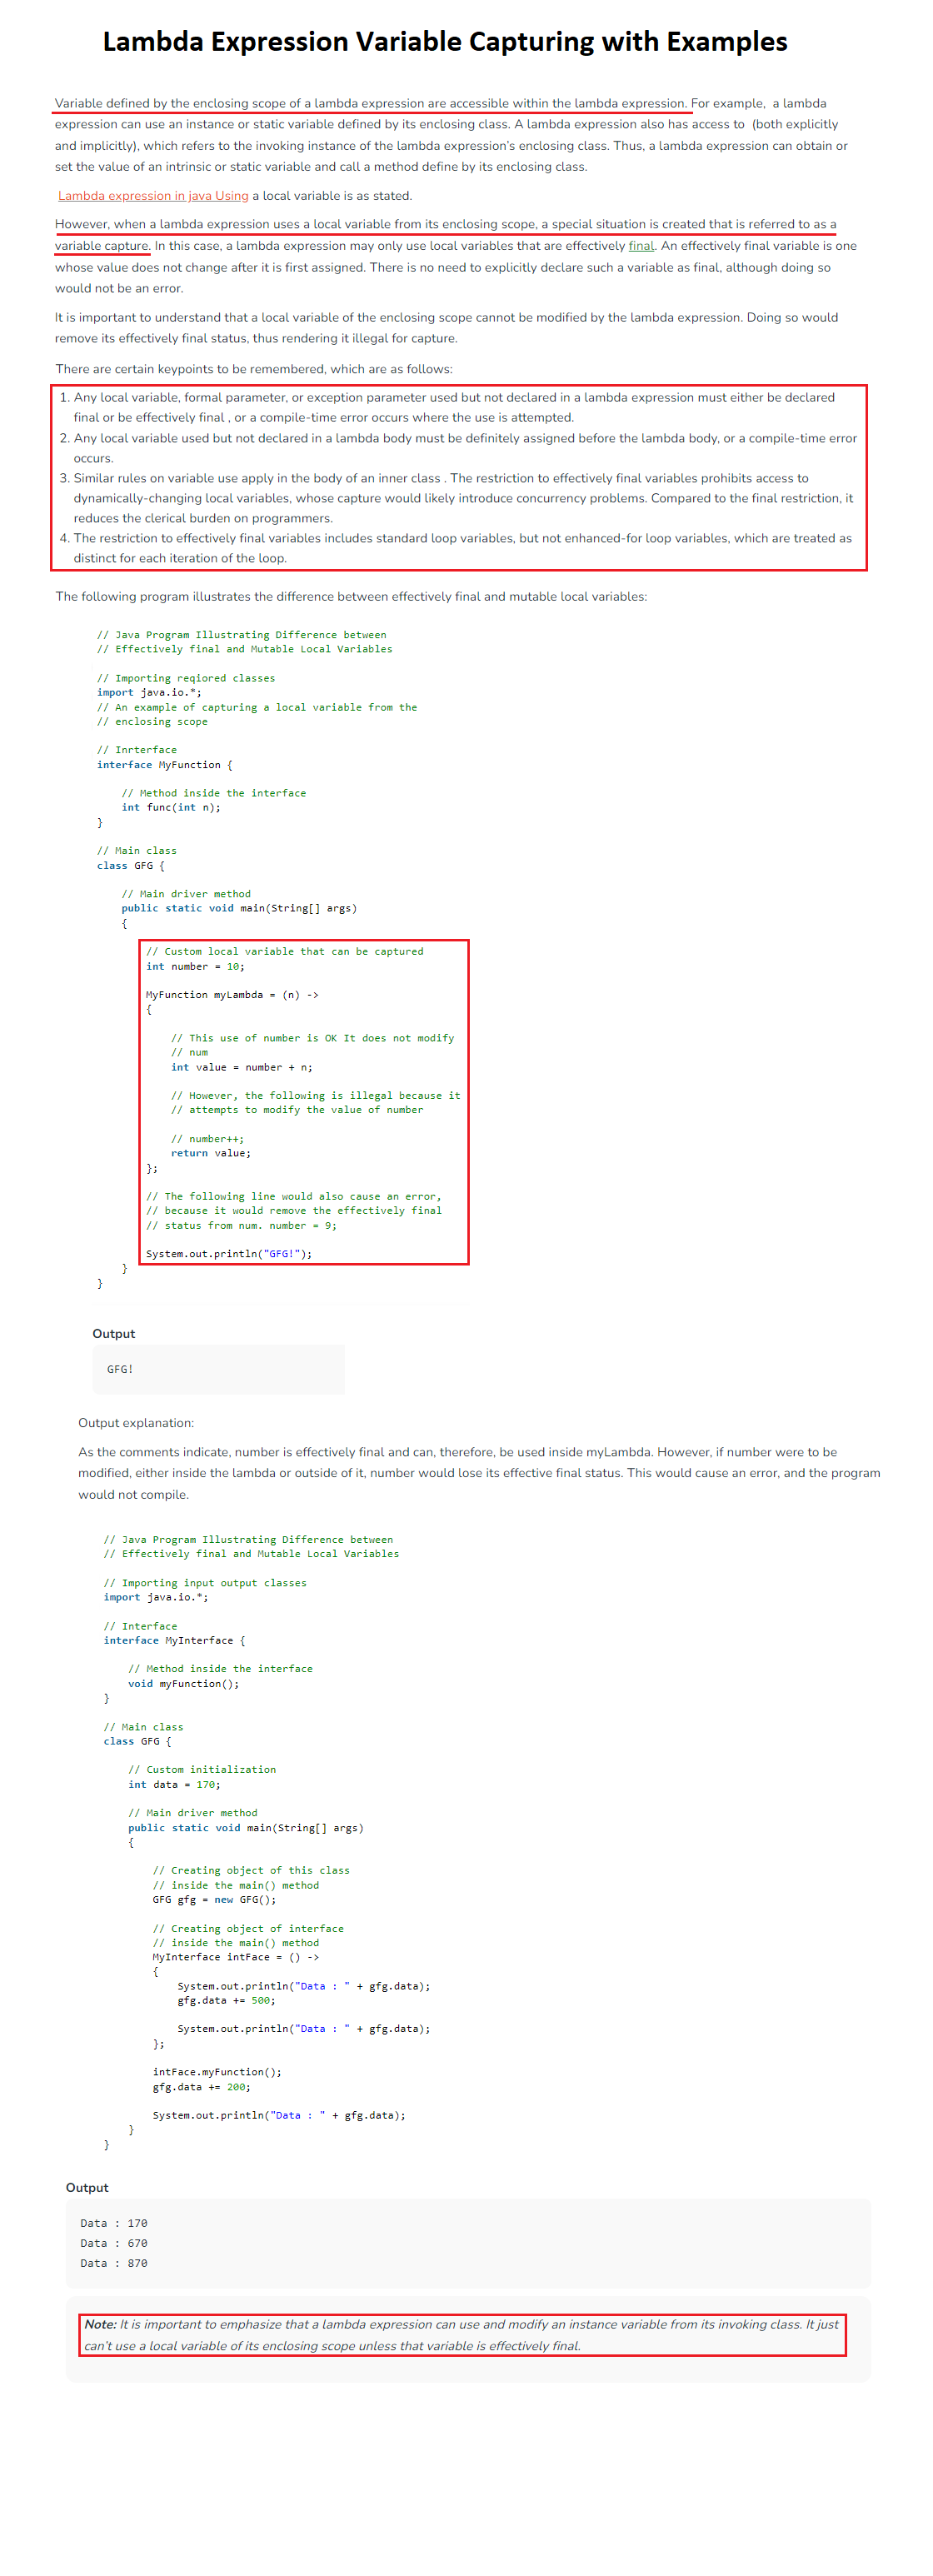 Lambda Expression Variable Capturing with Examples
Variable defined by the enclosing scope of a lambda expression are accessible within the lambda expression. For example,  a lambda
expression can use an instance or static variable defined by its enclosing class. A lambda expression also has access to  (both explicitly
and implicitly), which refers to the invoking instance of the lambda expression's enclosing class. Thus, a lambda expression can obtain or
set the value of an intrinsic or static variable and call a method define by its enclosing class.
Lambda expression in java Using a local variable is as stated.
However, when a lambda expression uses a local variable from its enclosing scope, a special situation is created that is referred to as a
variable capture. In this case, a lambda expression may only use local variables that are effectively final. An effectively final variable is one
whose value does not change after it is first assigned. There is no need to explicitly declare such a variable as final, although doing so
would not be an error.
It is important to understand that a local variable of the enclosing scope cannot be modified by the lambda expression. Doing so would
remove its effectively final status, thus rendering it illegal for capture.
There are certain keypoints to be remembered, which are as follows:
1. Any local variable, formal parameter, or exception parameter used but not declared in a lambda expression must either be declared
final or be effectively final , or a compile-time error occurs where the use is attempted.
2. Any local variable used but not declared in a lambda body must be definitely assigned before the lambda body, or a compile-time error
occurs.
3. Similar rules on variable use apply in the body of an inner class . The restriction to effectively final variables prohibits access to
dynamically-changing local variables, whose capture would likely introduce concurrency problems. Compared to the final restriction, it
reduces the clerical burden on programmers.
4. The restriction to effectively final variables includes standard loop variables, but not enhanced-for loop variables, which are treated as
distinct for each iteration of the loop.
The following program illustrates the difference between effectively final and mutable local variables:
// Java Program Illustrating Difference between
// Effectively final and Mutable Local Variables
// Importing reqiored classes
import java.io.*;
// An example of capturing a local variable from the
// enclosing scope
// Inrterface
interface MyFunction {
// Method inside the interface
int func(int n);
}
// Main class
class GFG {
// Main driver method
public static void main(String[] args)
{
// Custom local variable that can be captured
int number = 10;
MyFunction myLambda = (n) ->
{
// This use of number is OK It does not modify
// num
int value = number + n;
// However, the following is illegal because it
// attempts to modify the value of number
// number++;
return value;
};
// The following line would also cause an error,
// because it would remove the effectively final
// status from num. number = 9;
System.out.println("GFG!");
}
}
Output
GFG!
Output explanation:
As the comments indicate, number is effectively final and can, therefore, be used inside myLambda. However, if number were to be
modified, either inside the lambda or outside of it, number would lose its effective final status. This would cause an error, and the program
would not compile.
// Java Program Illustrating Difference between
// Effectively final and Mutable Local Variables
// Importing input output classes
import java.io.*;
// Interface
interface MyInterface {
// Method inside the interface
void myFunction();
}
// Main class
class GFG {
// Custom initialization
int data = 170;
// Main driver method
public static void main(String[] args)
{
// Creating object of this class
// inside the main() method
GFG gfg = new GFG();
// Creating object of interface
// inside the main() method
MyInterface intFace = () ->
{
System.out.println("Data : " + gfg.data);
gfg.data += 500;
System.out.println("Data : " + gfg.data);
};
intFace.myFunction();
gfg.data += 200;
System.out.println("Data : " + gfg.data);
}
}
Output
Data : 170
Data : 670
Data : 870
Note: It is important to emphasize that a lambda expression can use and modify an instance variable from its invoking class. It just
can't use a local variable of its enclosing scope unless that variable is effectively final.